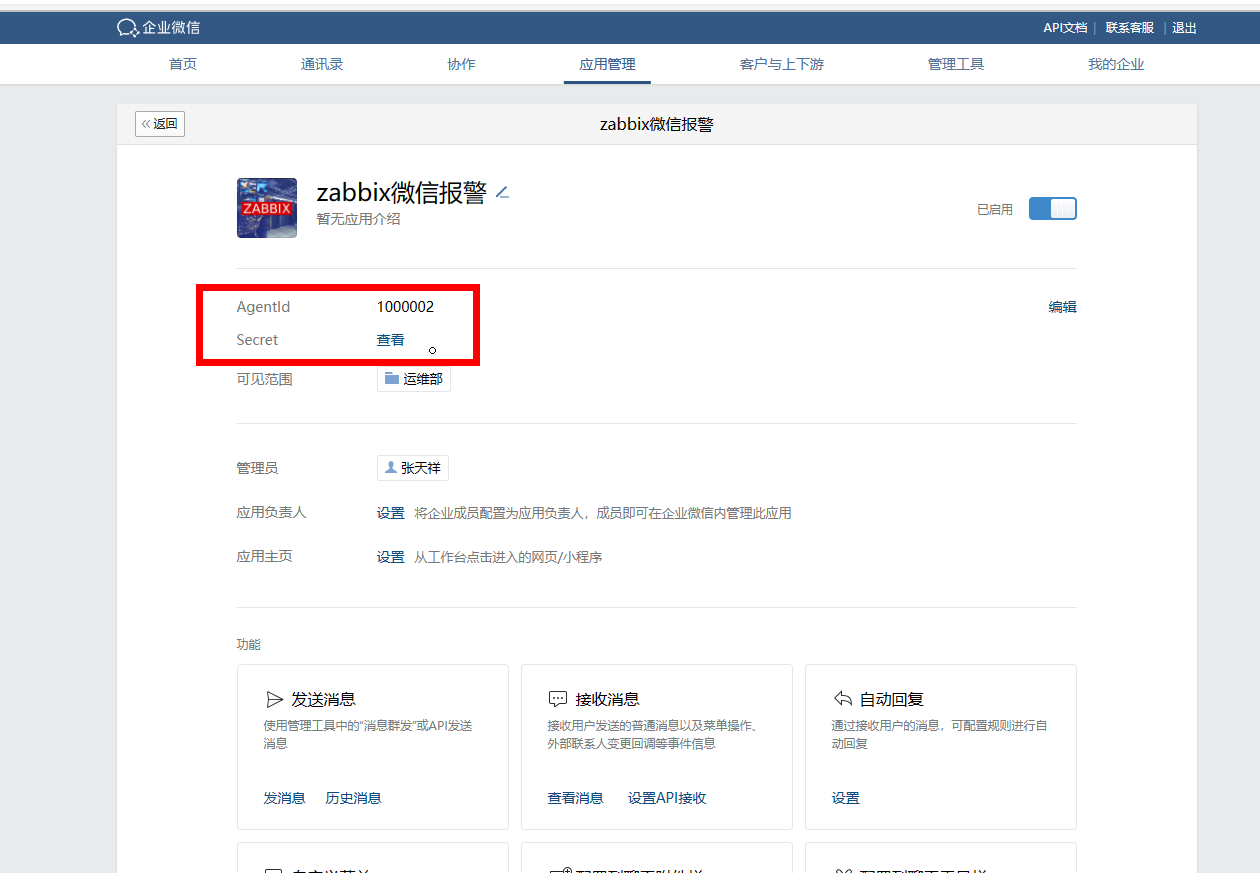 企业微信
API文档 | 联系客服 | 退出
首页 通讯录 协作 应用管理 客户与上下游 管理工具 我的企业
« 返回 zabbix微信报警
ZABBIX
zabbix微信报警
暂无应用介绍
已启用
AgentId 1000002 编辑
Secret 查看
可见范围 运维部
管理员 张天祥
应用负责人 设置 将企业成员配置为应用负责人，成员即可在企业微信内管理此应用
应用主页 设置 从工作台点击进入的网页/小程序
功能
发送消息
使用管理工具中的“消息群发”或API发送
消息
发消息 历史消息
接收消息
接收用户发送的普通消息以及菜单操作、
外部联系人变更回调等事件信息
查看消息 设置API接收
自动回复
通过接收用户的消息，可配置规则进行自
动回复
设置